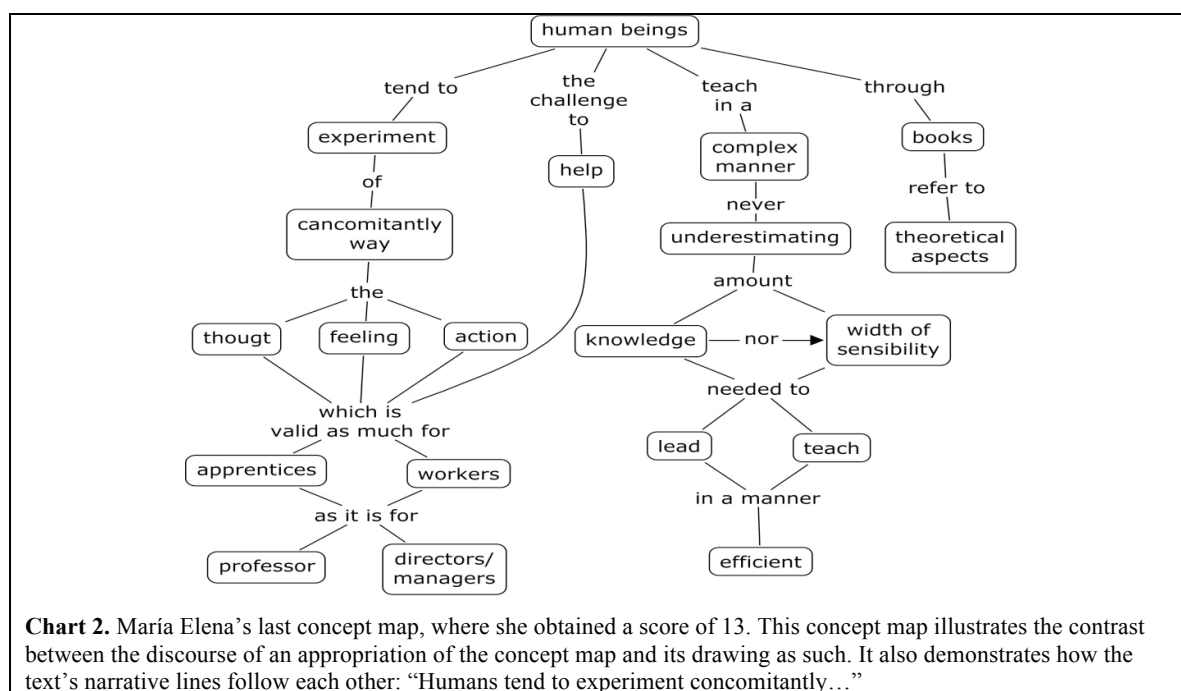 human beings
tend to
the
challenge
to
teach
in a
through
experiment
help
complex
manner
books
of
never
refer to
cancomitantly
way
underestimating
theoretical
aspects
the
amount
thougt
feeling
action
knowledge
nor
width of
sensibility
which is
valid as much for
needed to
apprentices
workers
lead
teach
as it is for
in a manner
professor
directors/
managers
efficient
Chart 2. María Elena’s last concept map, where she obtained a score of 13. This concept map illustrates the contrast
between the discourse of an appropriation of the concept map and its drawing as such. It also demonstrates how the
text’s narrative lines follow each other: “Humans tend to experiment concomitantly…”